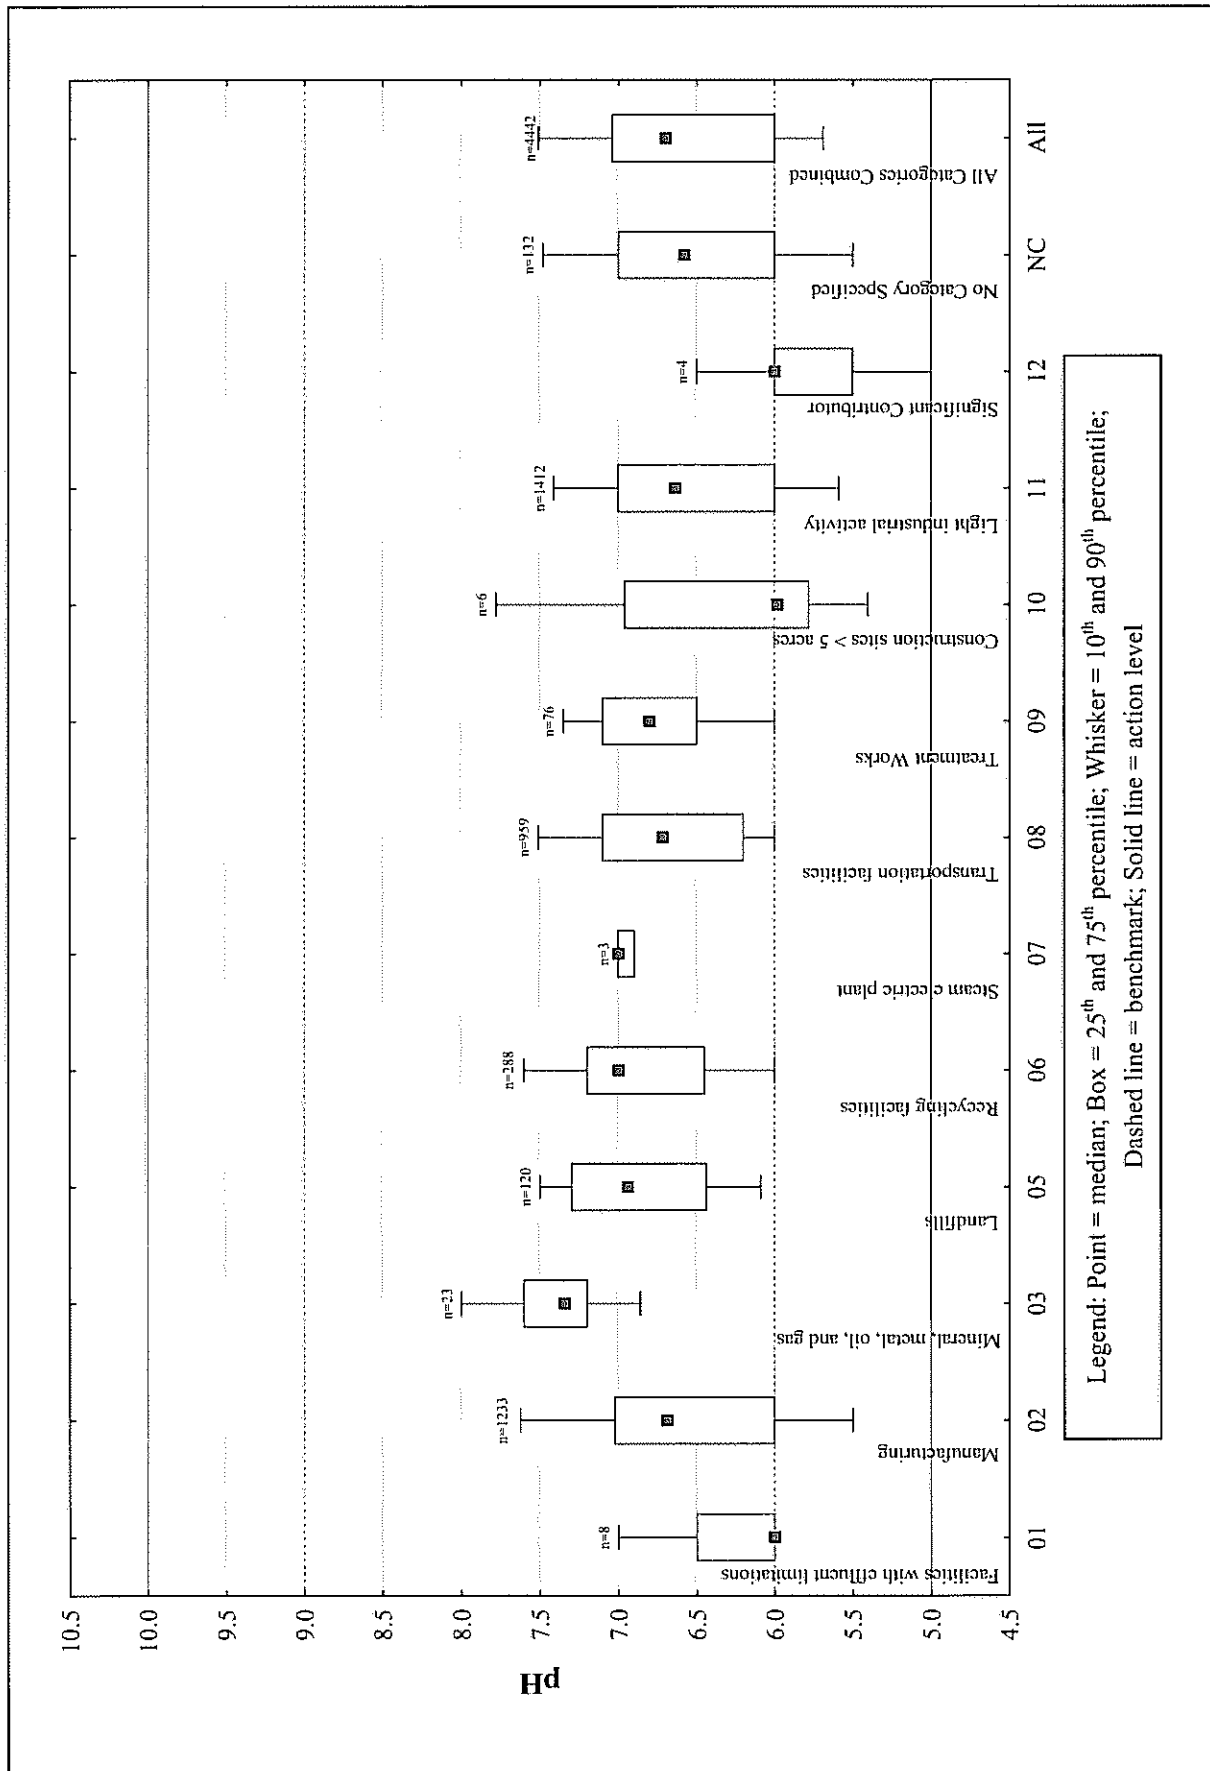 pH
10.5
10.0
9.5
9.0
8.5
8.0
7.5
7.0
6.5
6.0
5.5
5.0
4.5
n=8
n=1233
n=23
n=120
n=288
n=3
n=959
n=76
n=6
n=1412
n=4
n=132
n=4442
Facilities with effluent limitations
Manufacturing
Mineral, metal, oil, and gas
Landfills
Recycling facilities
Steam electric plant
Transportation facilities
Treatment Works
Construction sites > 5 acres
Light industrial activity
Significant Contributor
No Category Specified
All Categories Combined
01
02
03
05
06
07
08
09
10
11
12
NC
All
Legend: Point = median; Box = 25th and 75th percentile; Whisker = 10th and 90th percentile;
Dashed line = benchmark; Solid line = action level